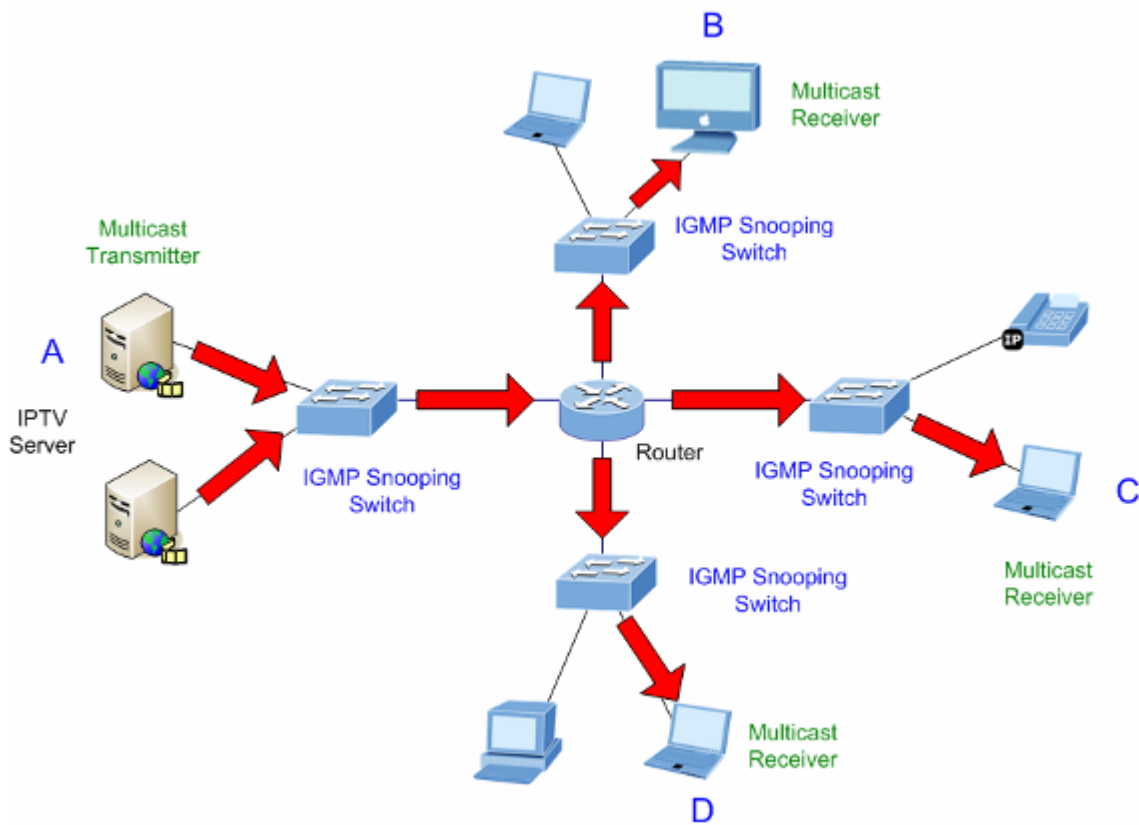 B
Multicast
Receiver
IGMP Snooping
Switch
Multicast
Transmitter
A
IPTV
Server
IGMP Snooping
Switch
Router
IP
IGMP Snooping
Switch
C
Multicast
Receiver
IGMP Snooping
Switch
Multicast
Receiver
D